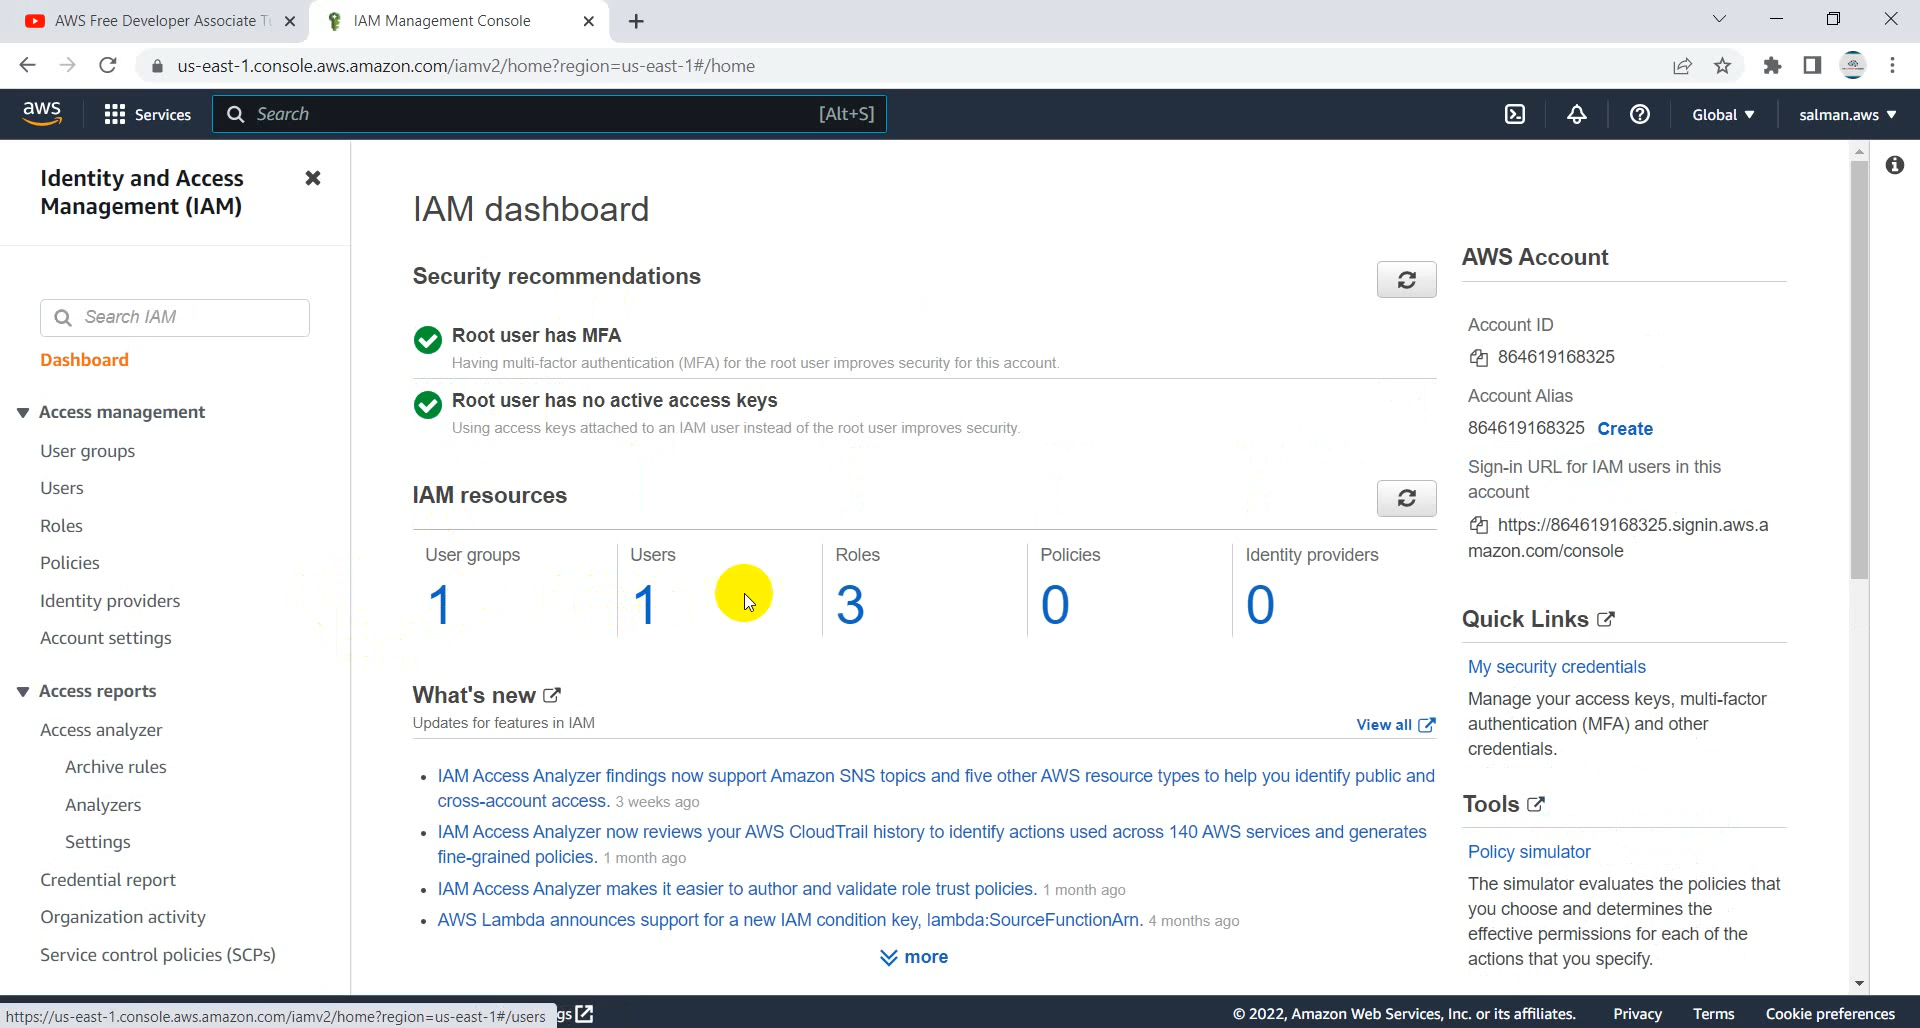 AWS Free Developer Associate Tu
IAM Management Console
us-east-1.console.aws.amazon.com/iamv2/home?region=us-east-1#/home
aws
Services
Search
[Alt+S]
Global
salman.aws
Identity and Access
Management (IAM)
Search IAM
Dashboard
Access management
User groups
Users
Roles
Policies
Identity providers
Account settings
Access reports
Access analyzer
Archive rules
Analyzers
Settings
Credential report
Organization activity
Service control policies (SCPs)
IAM dashboard
Security recommendations
Root user has MFA
Having multi-factor authentication (MFA) for the root user improves security for this account.
Root user has no active access keys
Using access keys attached to an IAM user instead of the root user improves security.
IAM resources
User groups
1
Users
1
Roles
3
Policies
0
Identity providers
0
What's new
Updates for features in IAM
View all
• IAM Access Analyzer findings now support Amazon SNS topics and five other AWS resource types to help you identify public and
cross-account access. 3 weeks ago
• IAM Access Analyzer now reviews your AWS CloudTrail history to identify actions used across 140 AWS services and generates
fine-grained policies. 1 month ago
• IAM Access Analyzer makes it easier to author and validate role trust policies. 1 month ago
• AWS Lambda announces support for a new IAM condition key, lambda:SourceFunctionArn. 4 months ago
more
AWS Account
Account ID
864619168325
Account Alias
864619168325 Create
Sign-in URL for IAM users in this
account
https://864619168325.signin.aws.a
mazon.com/console
Quick Links
My security credentials
Manage your access keys, multi-factor
authentication (MFA) and other
credentials.
Tools
Policy simulator
The simulator evaluates the policies that
you choose and determines the
effective permissions for each of the
actions that you specify.
https://us-east-1.console.aws.amazon.com/iamv2/home?region=us-east-1#/users
gs
© 2022, Amazon Web Services, Inc. or its affiliates.
Privacy
Terms
Cookie preferences